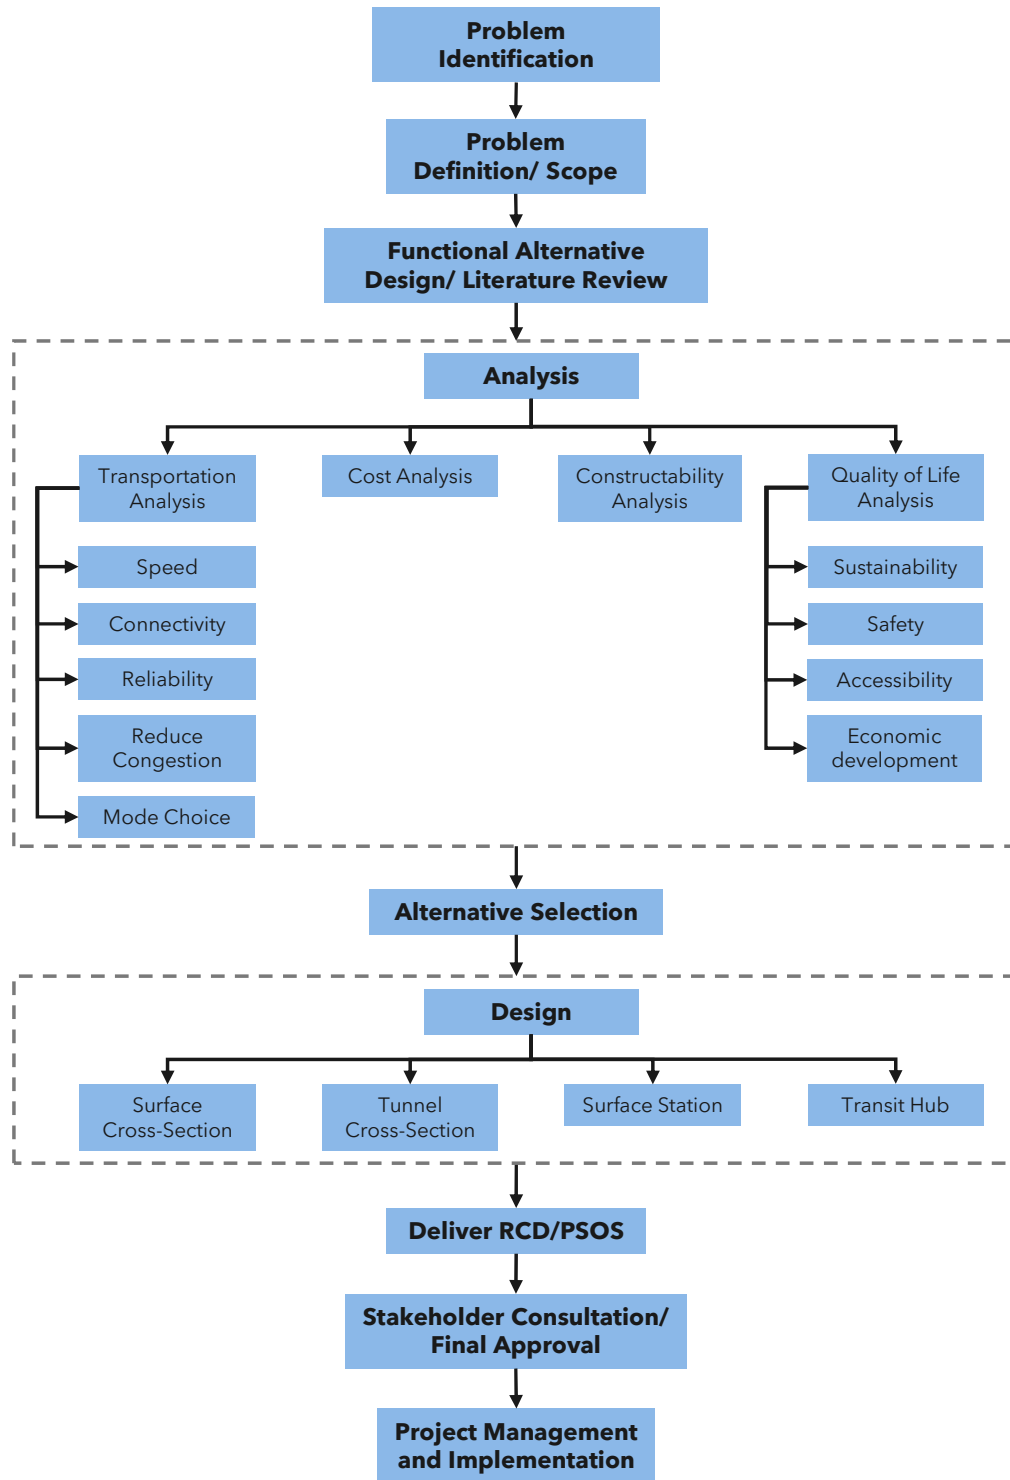 Problem
Identification
Problem
Definition/ Scope
Functional Alternative
Design/ Literature Review
Analysis
Transportation
Analysis
Cost Analysis
Constructability
Analysis
Quality of Life
Analysis
Speed
Connectivity
Reliability
Reduce
Congestion
Mode Choice
Sustainability
Safety
Accessibility
Economic
development
Alternative Selection
Design
Surface
Cross-Section
Tunnel
Cross-Section
Surface Station
Transit Hub
Deliver RCD/PSOS
Stakeholder Consultation/
Final Approval
Project Management
and Implementation